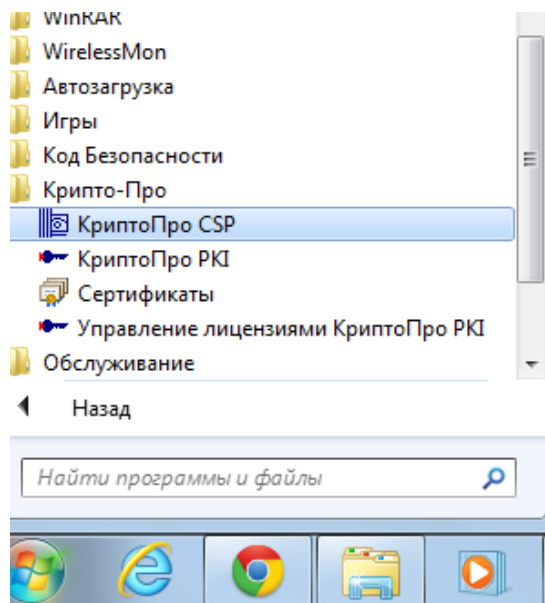 WinRAR
WirelessMon
Автозагрузка
Игры
Код Безопасности
Крипто-Про
КриптоПро CSP
КриптоПро PKI
Сертификаты
Управление лицензиями КриптоПро PKI
Обслуживание
Назад
Найти программы и файлы